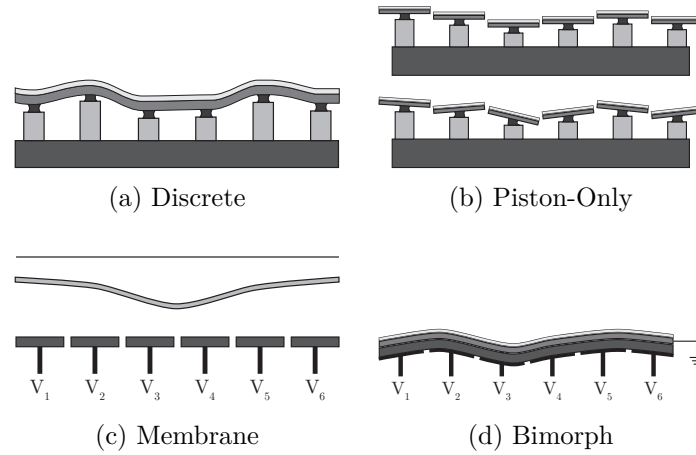 (a) Discrete
(b) Piston-Only
V₁ V₂ V₃ V₄ V₅ V₆
(c) Membrane
V₁ V₂ V₃ V₄ V₅ V₆
(d) Bimorph